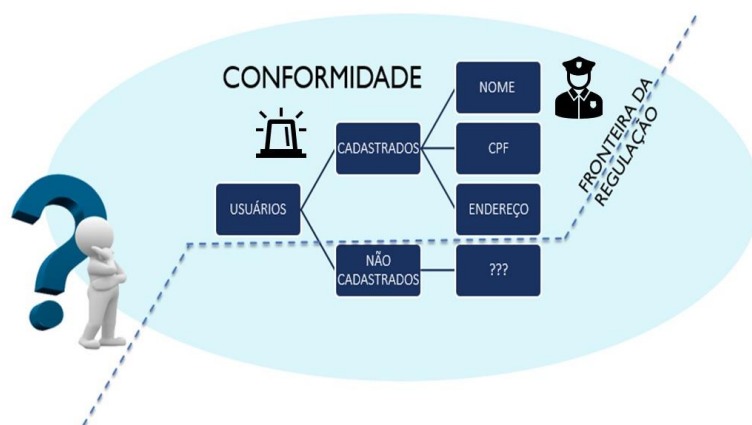 CONFORMIDADE
NOME
CADASTRADOS
CPF
FRONTEIRA DA
REGULAÇÃO
USUÁRIOS
ENDEREÇO
NÃO
CADASTRADOS
???